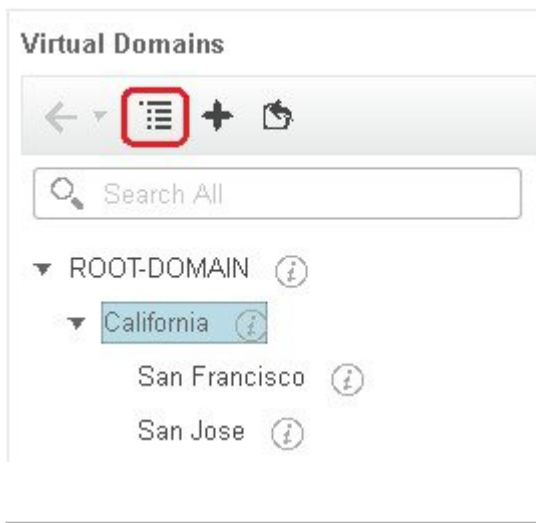 Virtual Domains
Search All
ROOT-DOMAIN
California
San Francisco
San Jose